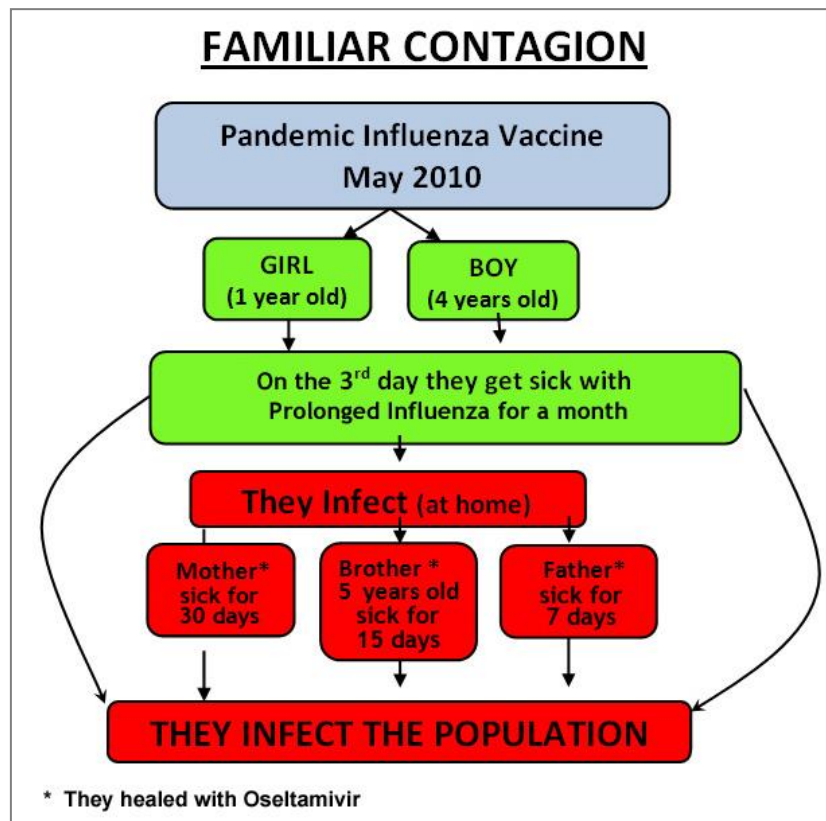 FAMILIAR CONTAGION
Pandemic Influenza Vaccine
May 2010
GIRL
(1 year old)
BOY
(4 years old)
On the 3rd day they get sick with
Prolonged Influenza for a month
They Infect (at home)
Mother*
sick for
30 days
Brother *
5 years old
sick for
15 days
Father*
sick for
7 days
THEY INFECT THE POPULATION
* They healed with Oseltamivir